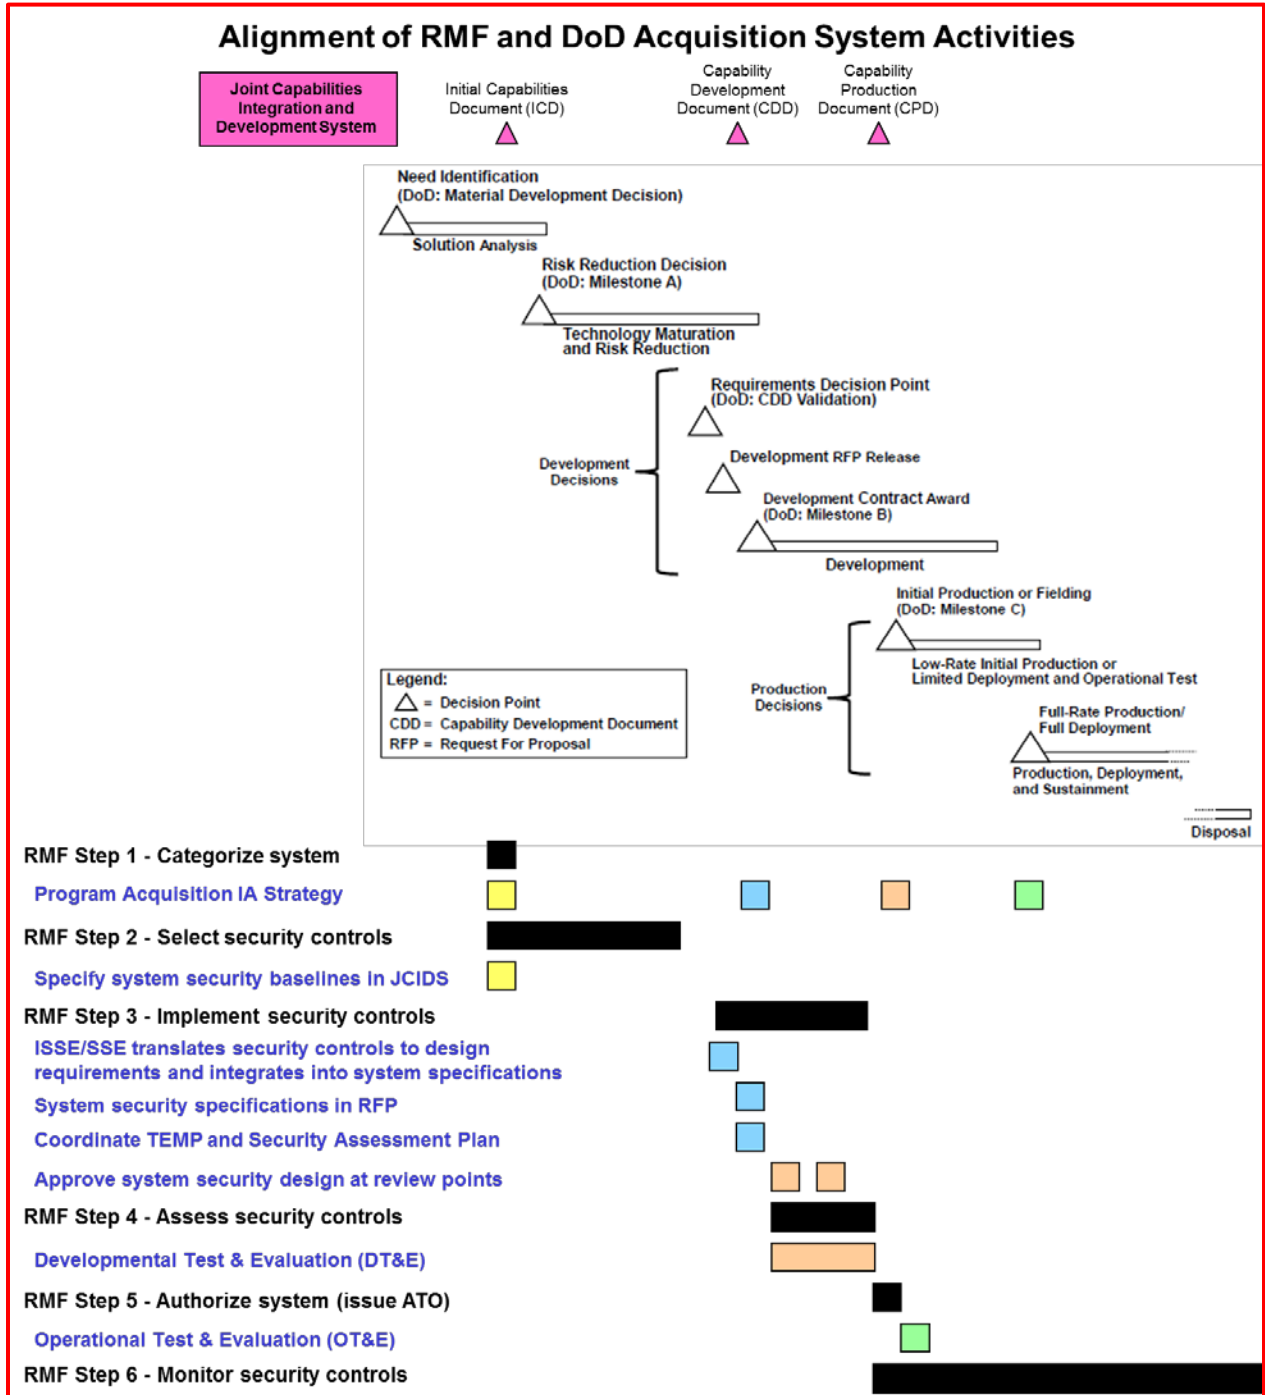 Alignment of RMF and DoD Acquisition System Activities
Joint Capabilities
Integration and
Development System
Initial Capabilities
Document (ICD)
Capability
Development
Document (CDD)
Capability
Production
Document (CPD)
Need Identification
(DoD: Material Development Decision)
Solution Analysis
Risk Reduction Decision
(DoD: Milestone A)
Technology Maturation
and Risk Reduction
Requirements Decision Point
(DoD: CDD Validation)
Development
Decisions
Development RFP Release
Development Contract Award
(DoD: Milestone B)
Development
Initial Production or Fielding
(DoD: Milestone C)
Low-Rate Initial Production or
Limited Deployment and Operational Test
Production
Decisions
Full-Rate Production/
Full Deployment
Production, Deployment,
and Sustainment
Disposal
Legend:
= Decision Point
CDD = Capability Development Document
RFP = Request For Proposal
RMF Step 1 - Categorize system
Program Acquisition IA Strategy
RMF Step 2 - Select security controls
Specify system security baselines in JCIDS
RMF Step 3 - Implement security controls
ISSE/SSE translates security controls to design
requirements and integrates into system specifications
System security specifications in RFP
Coordinate TEMP and Security Assessment Plan
Approve system security design at review points
RMF Step 4 - Assess security controls
Developmental Test & Evaluation (DT&E)
RMF Step 5 - Authorize system (issue ATO)
Operational Test & Evaluation (OT&E)
RMF Step 6 - Monitor security controls